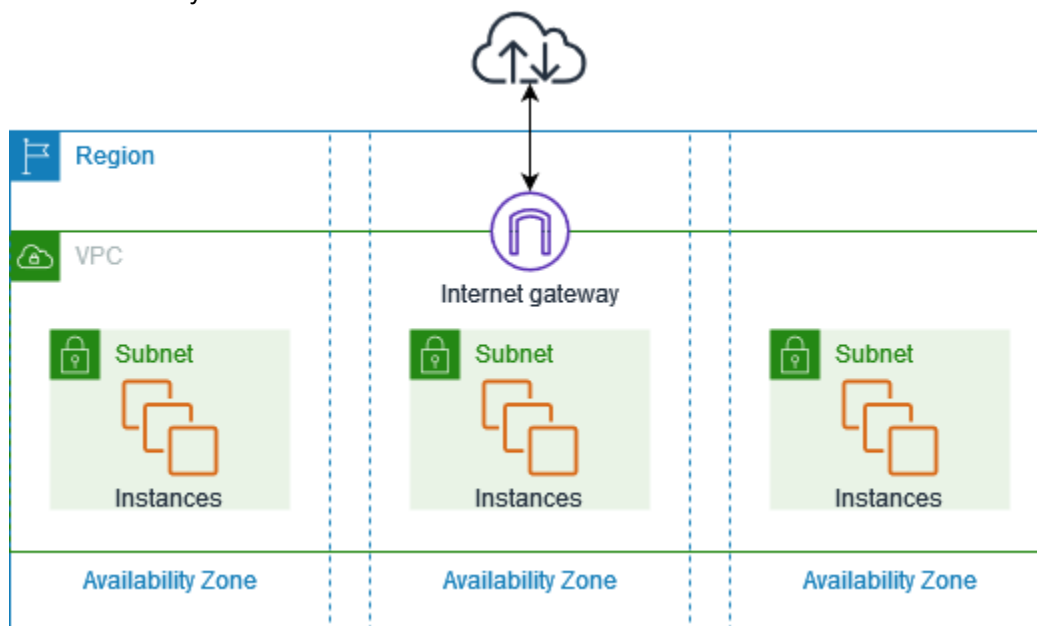 Region
VPC
Internet gateway
Subnet Subnet Subnet
Instances Instances Instances
Availability Zone Availability Zone Availability Zone